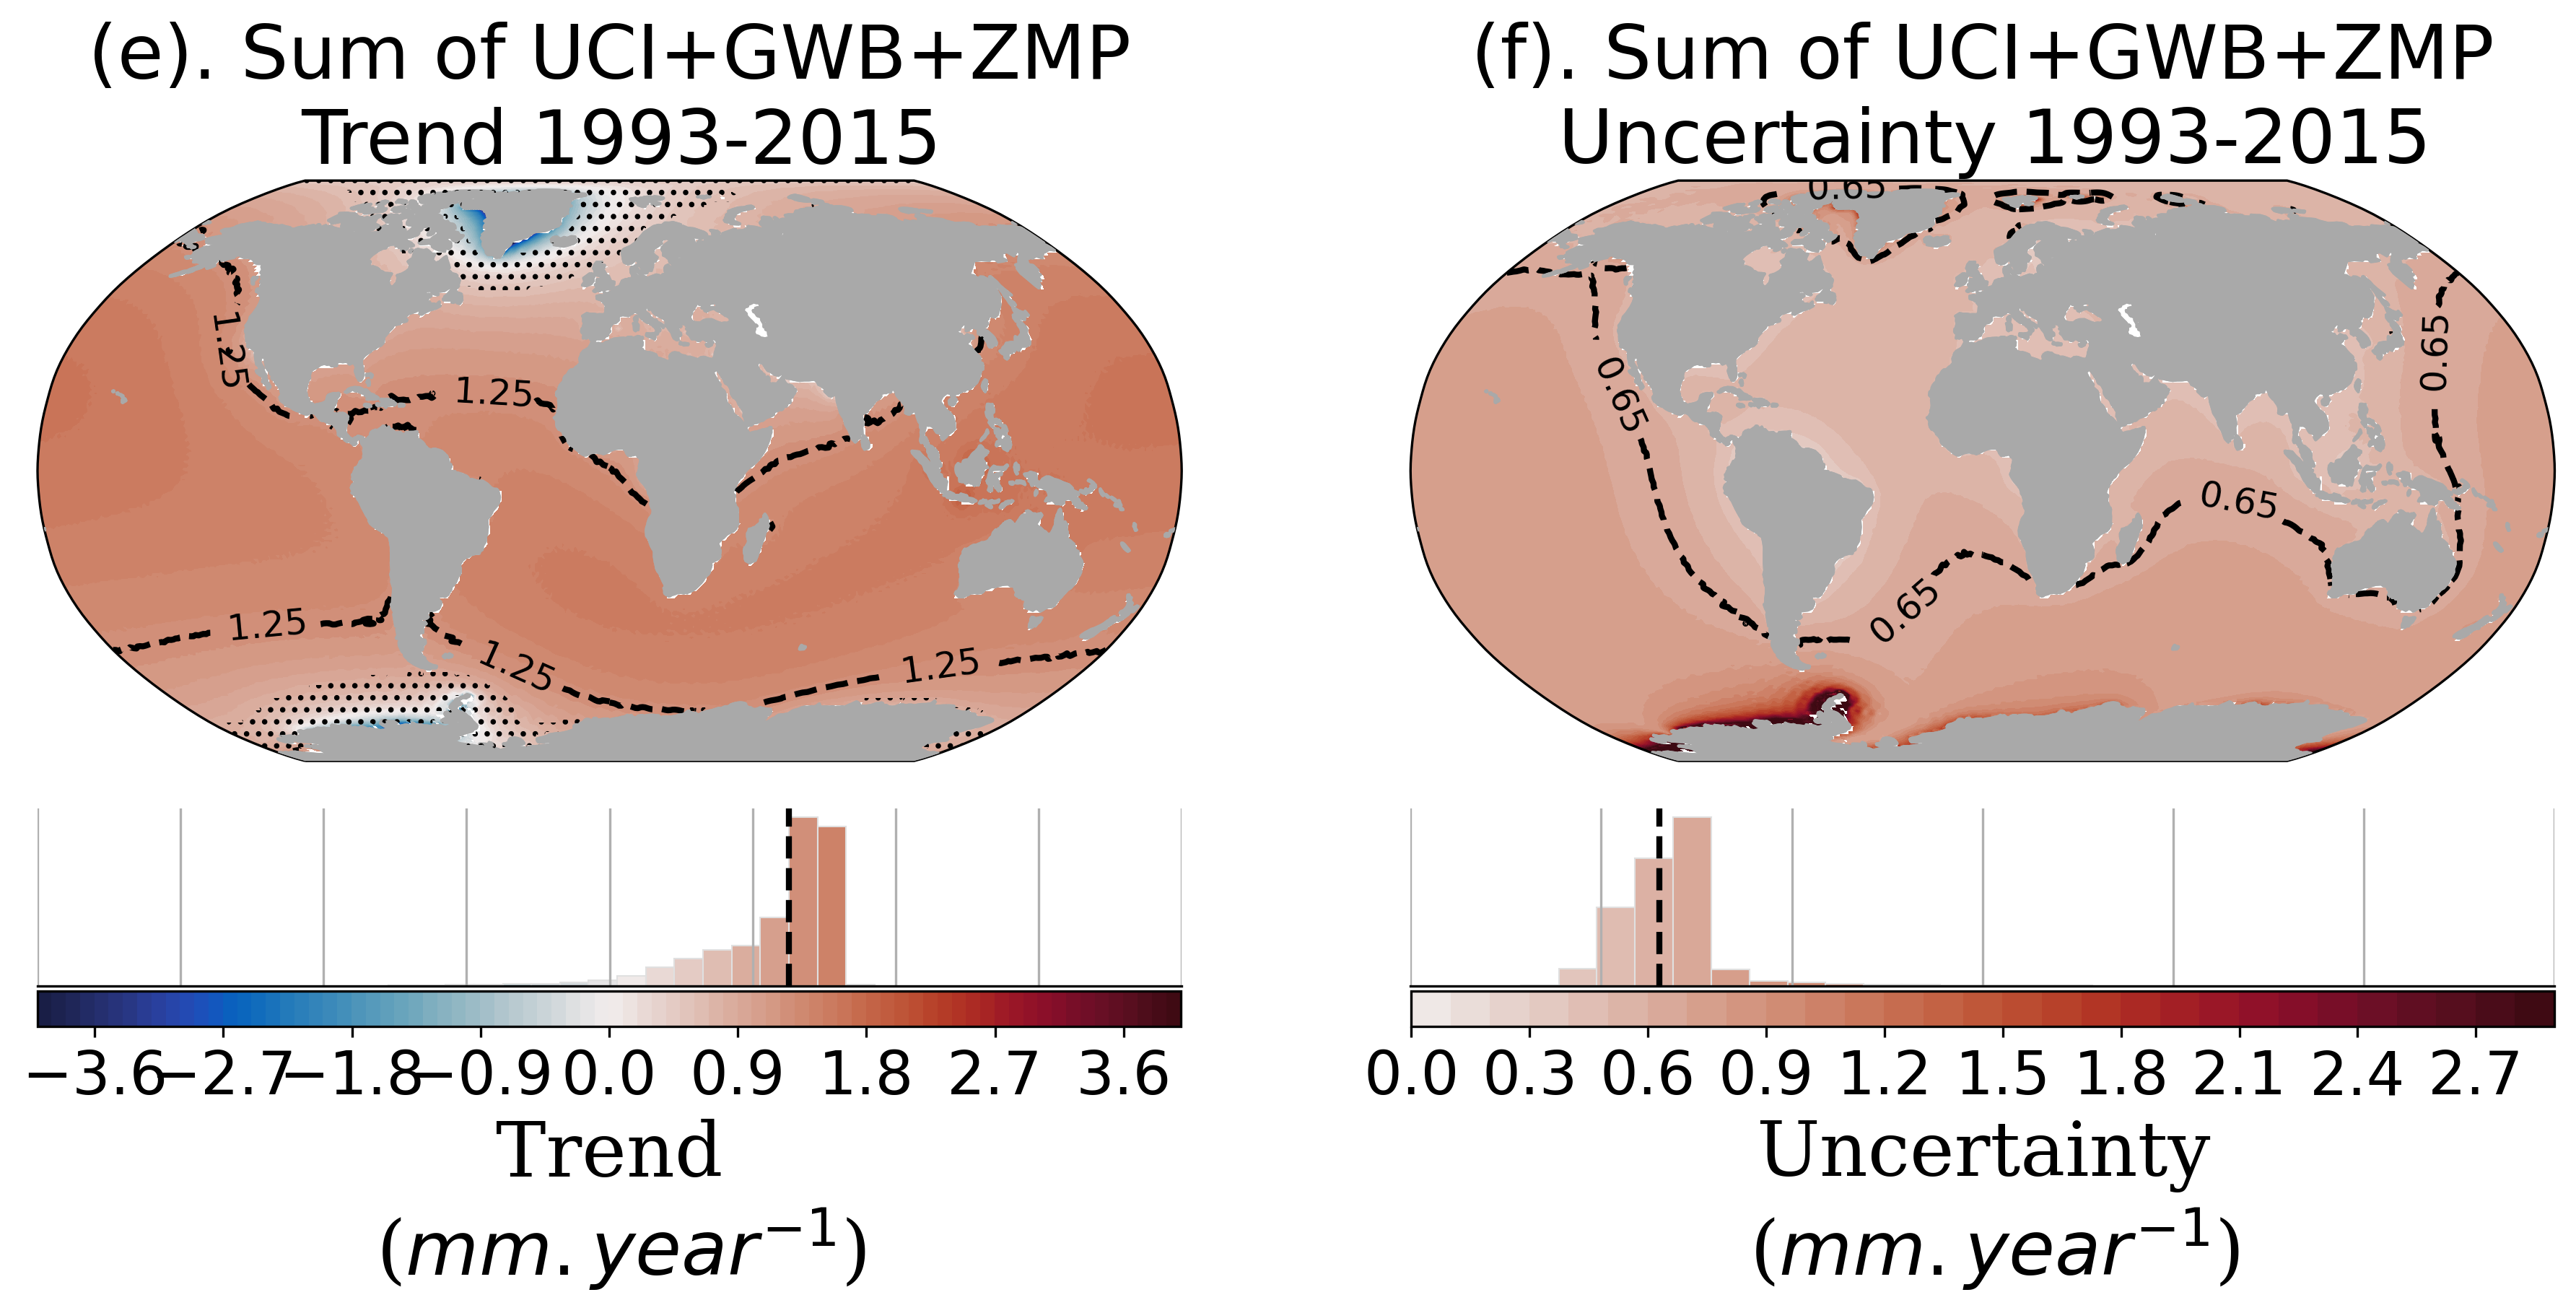 (e). Sum of UCI+GWB+ZMP
Trend 1993-2015
1.25
1.25
1.25
1.25
1.25
−3.6 −2.7 −1.8 −0.9 0.0 0.9 1.8 2.7 3.6
Trend
(mm.year⁻¹)
(f). Sum of UCI+GWB+ZMP
Uncertainty 1993-2015
0.65
0.65
0.65
0.65
0.65
0.0 0.3 0.6 0.9 1.2 1.5 1.8 2.1 2.4 2.7
Uncertainty
(mm.year⁻¹)